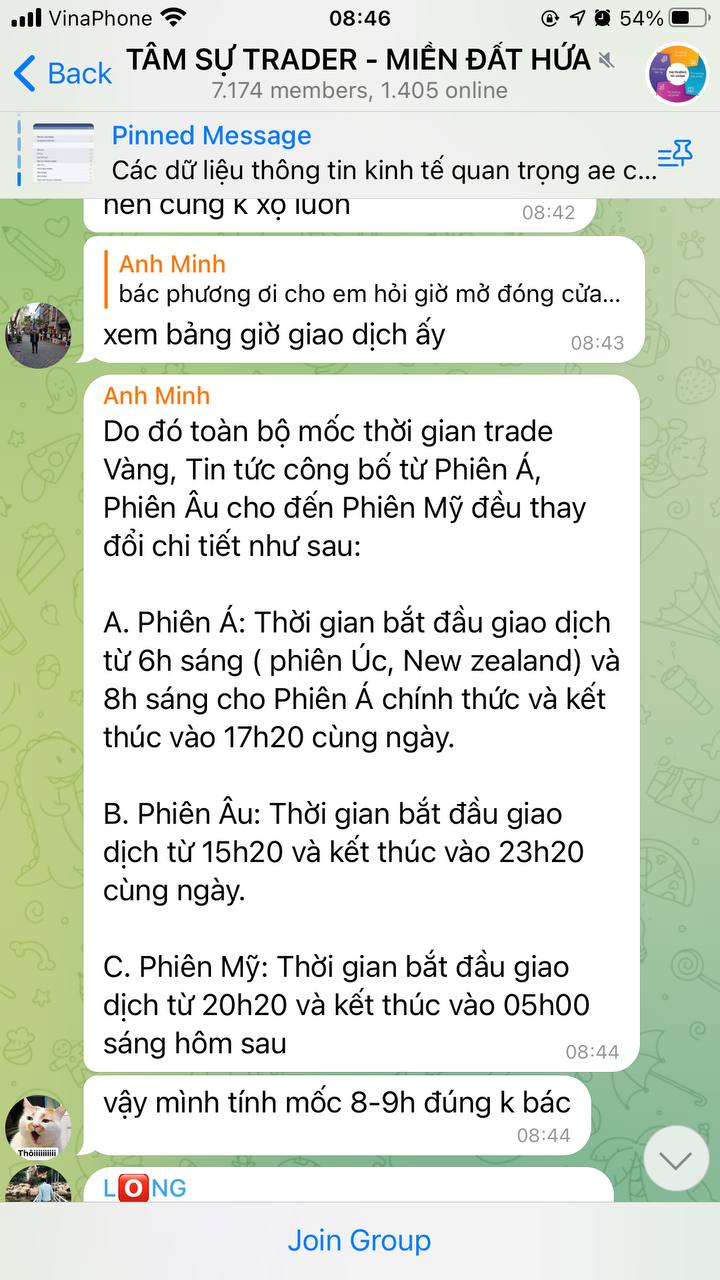 VinaPhone 08:46 54%
Back TÂM SỰ TRADER - MIỀN ĐẤT HỨA
7.174 members, 1.405 online
Pinned Message
Các dữ liệu thông tin kinh tế quan trọng ae c...
nên cũng k xọ luôn
08:42
Anh Minh
bác phương ơi cho em hỏi giờ mở đóng cửa...
xem bảng giờ giao dịch ấy
08:43
Anh Minh
Do đó toàn bộ mốc thời gian trade
Vàng, Tin tức công bố từ Phiên Á,
Phiên Âu cho đến Phiên Mỹ đều thay
đổi chi tiết như sau:
A. Phiên Á: Thời gian bắt đầu giao dịch
từ 6h sáng ( phiên Úc, New zealand) và
8h sáng cho Phiên Á chính thức và kết
thúc vào 17h20 cùng ngày.
B. Phiên Âu: Thời gian bắt đầu giao
dịch từ 15h20 và kết thúc vào 23h20
cùng ngày.
C. Phiên Mỹ: Thời gian bắt đầu giao
dịch từ 20h20 và kết thúc vào 05h00
sáng hôm sau
08:44
vậy mình tính mốc 8-9h đúng k bác
08:44
Thôiiiiiiiiii
LONG
Join Group